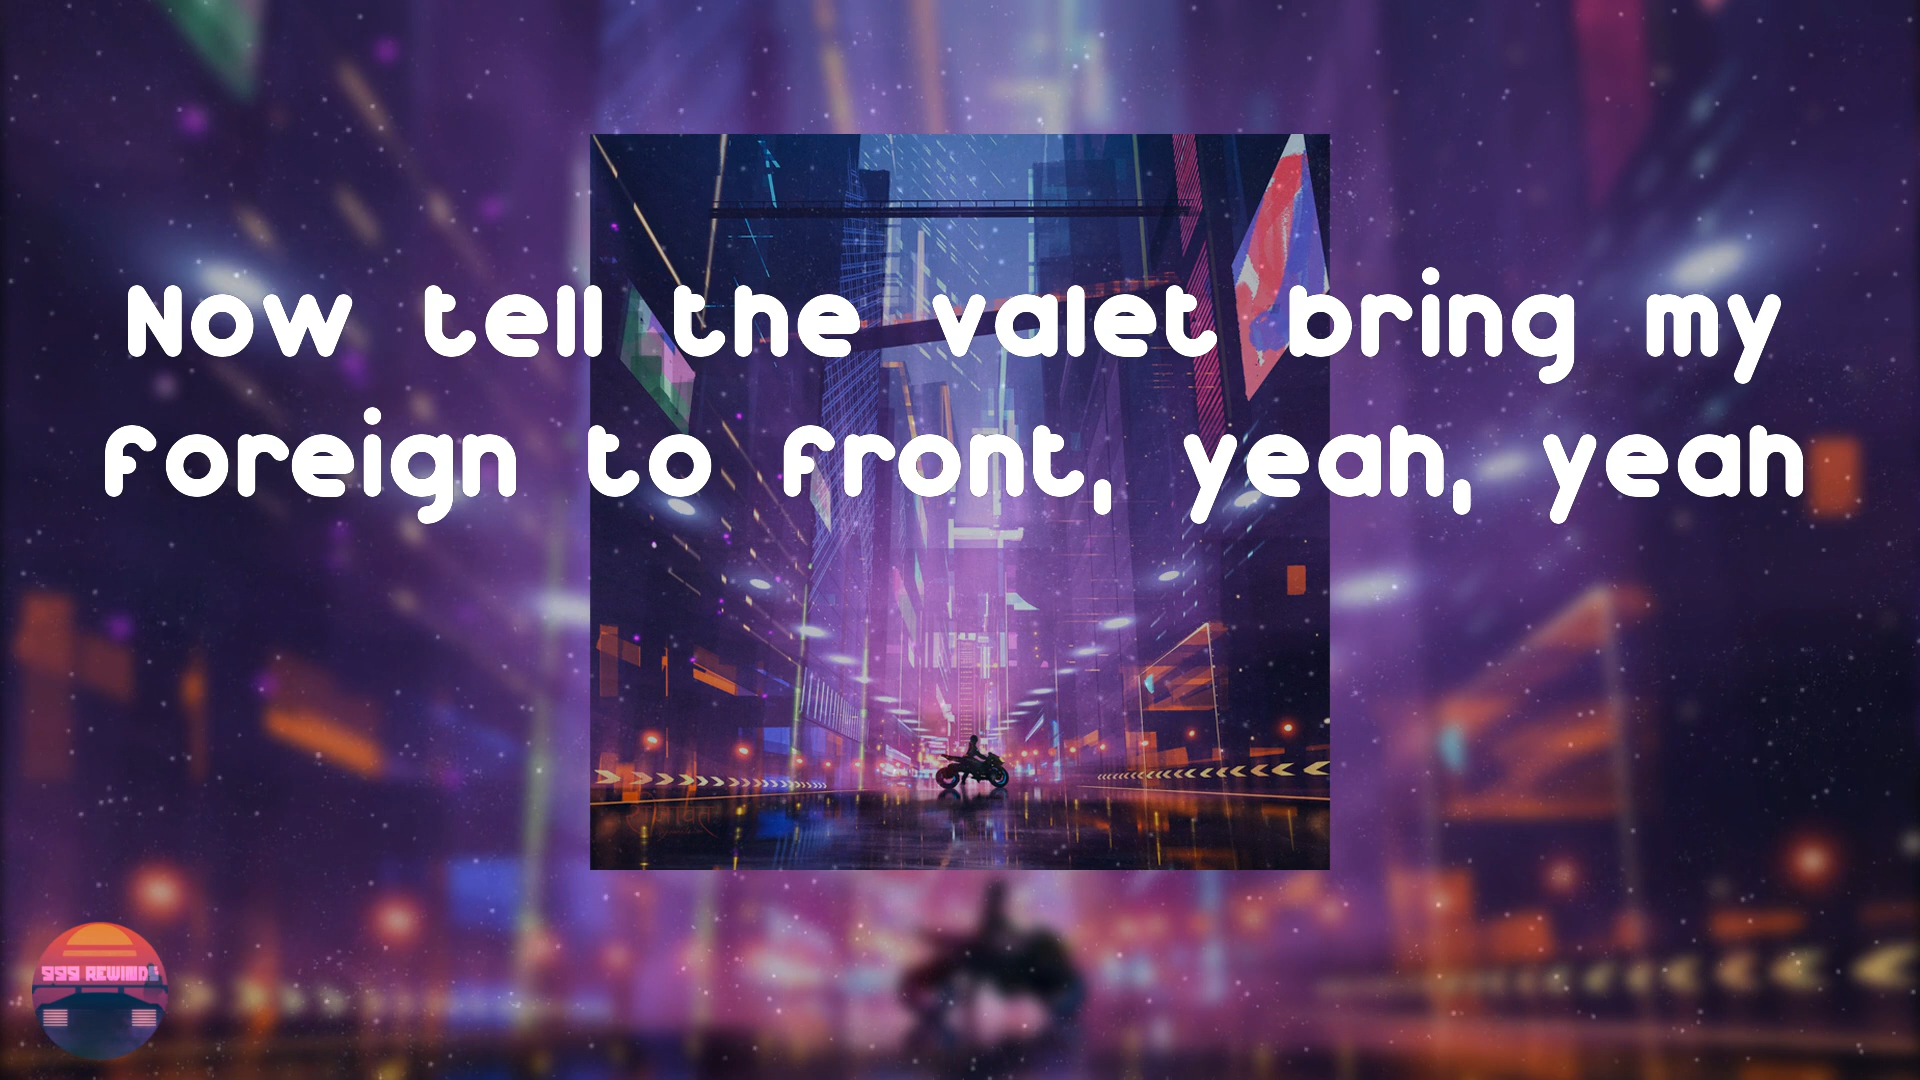 Now tell the valet bring my
foreign to front, yeah, yeah
999 REWIND